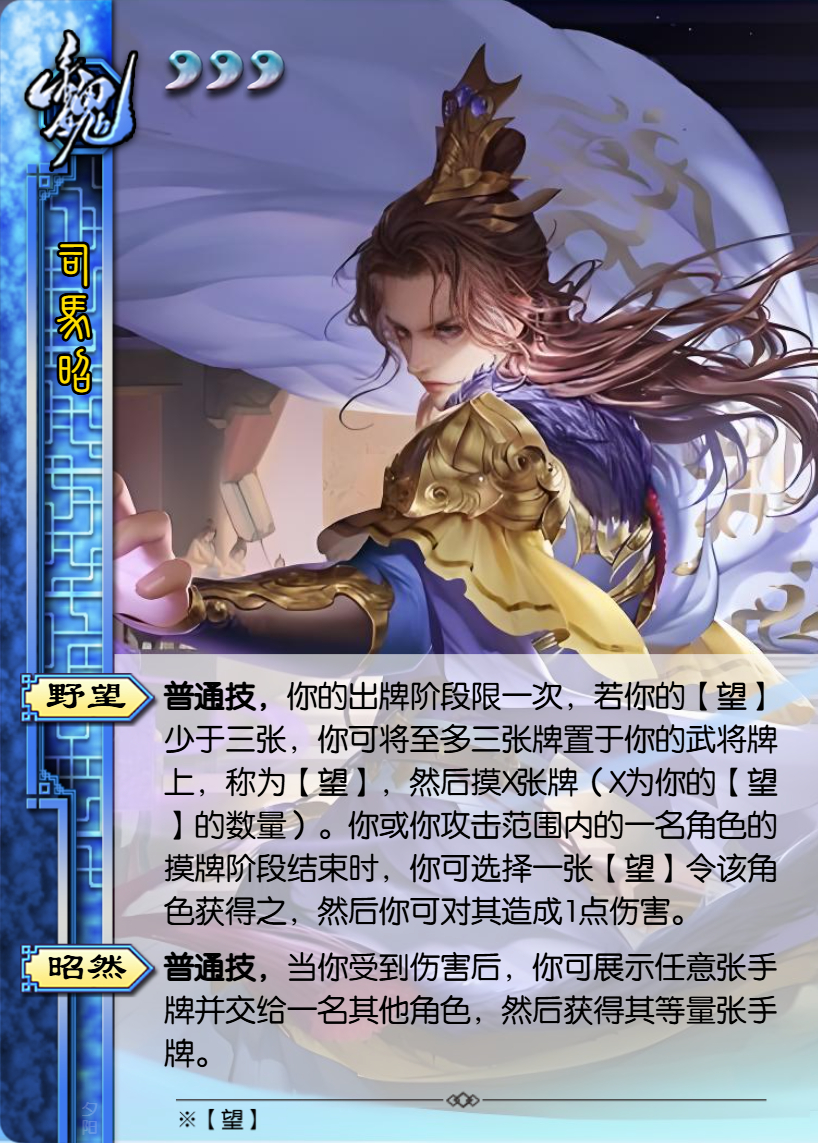 魏
司馬昭
野望
普通技，你的出牌阶段限一次，若你的【望】
少于三张，你可将至多三张牌置于你的武将牌
上，称为【望】，然后摸X张牌（X为你的【望
】的数量）。你或你攻击范围内的一名角色的
摸牌阶段结束时，你可选择一张【望】令该角
色获得之，然后你可对其造成1点伤害。
昭然
普通技，当你受到伤害后，你可展示任意张手
牌并交给一名其他角色，然后获得其等量张手
牌。
※【望】
夕阳